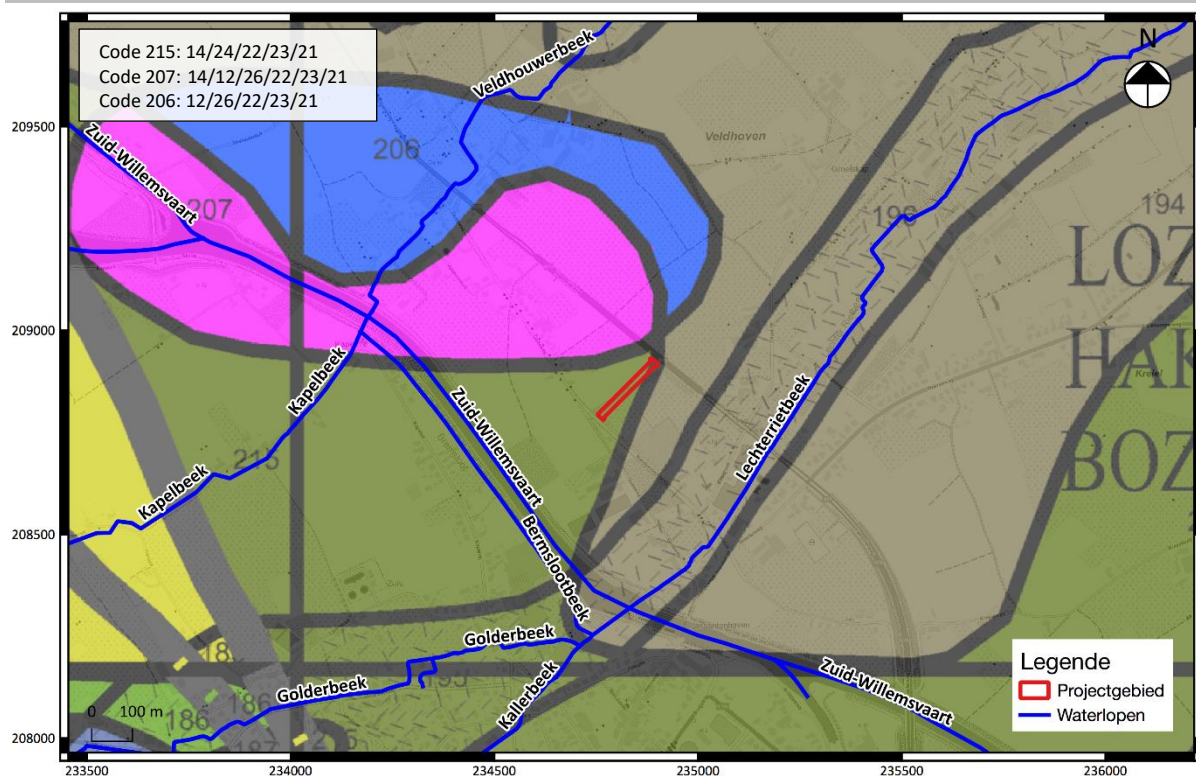 Code 215: 14/24/22/23/21
Code 207: 14/12/26/22/23/21
Code 206: 12/26/22/23/21
N
Veldhouwerbeek
Zuid-Willemsvaart
209500
Veldhoven
206
207
196
194
LOZ
209000
HAK
Kapelbeek
Zuid-Willemsvaart
Lechterrietbeek
BOZ
215
Kapelbeek
208500
Bermslootbeek
Golderbeek
Legende
Projectgebied
Waterlopen
195
Golderbeek
Kallerbeek
Zuid-Willemsvaart
186
186
187
0 100 m
208000
233500 234000 234500 235000 235500 236000